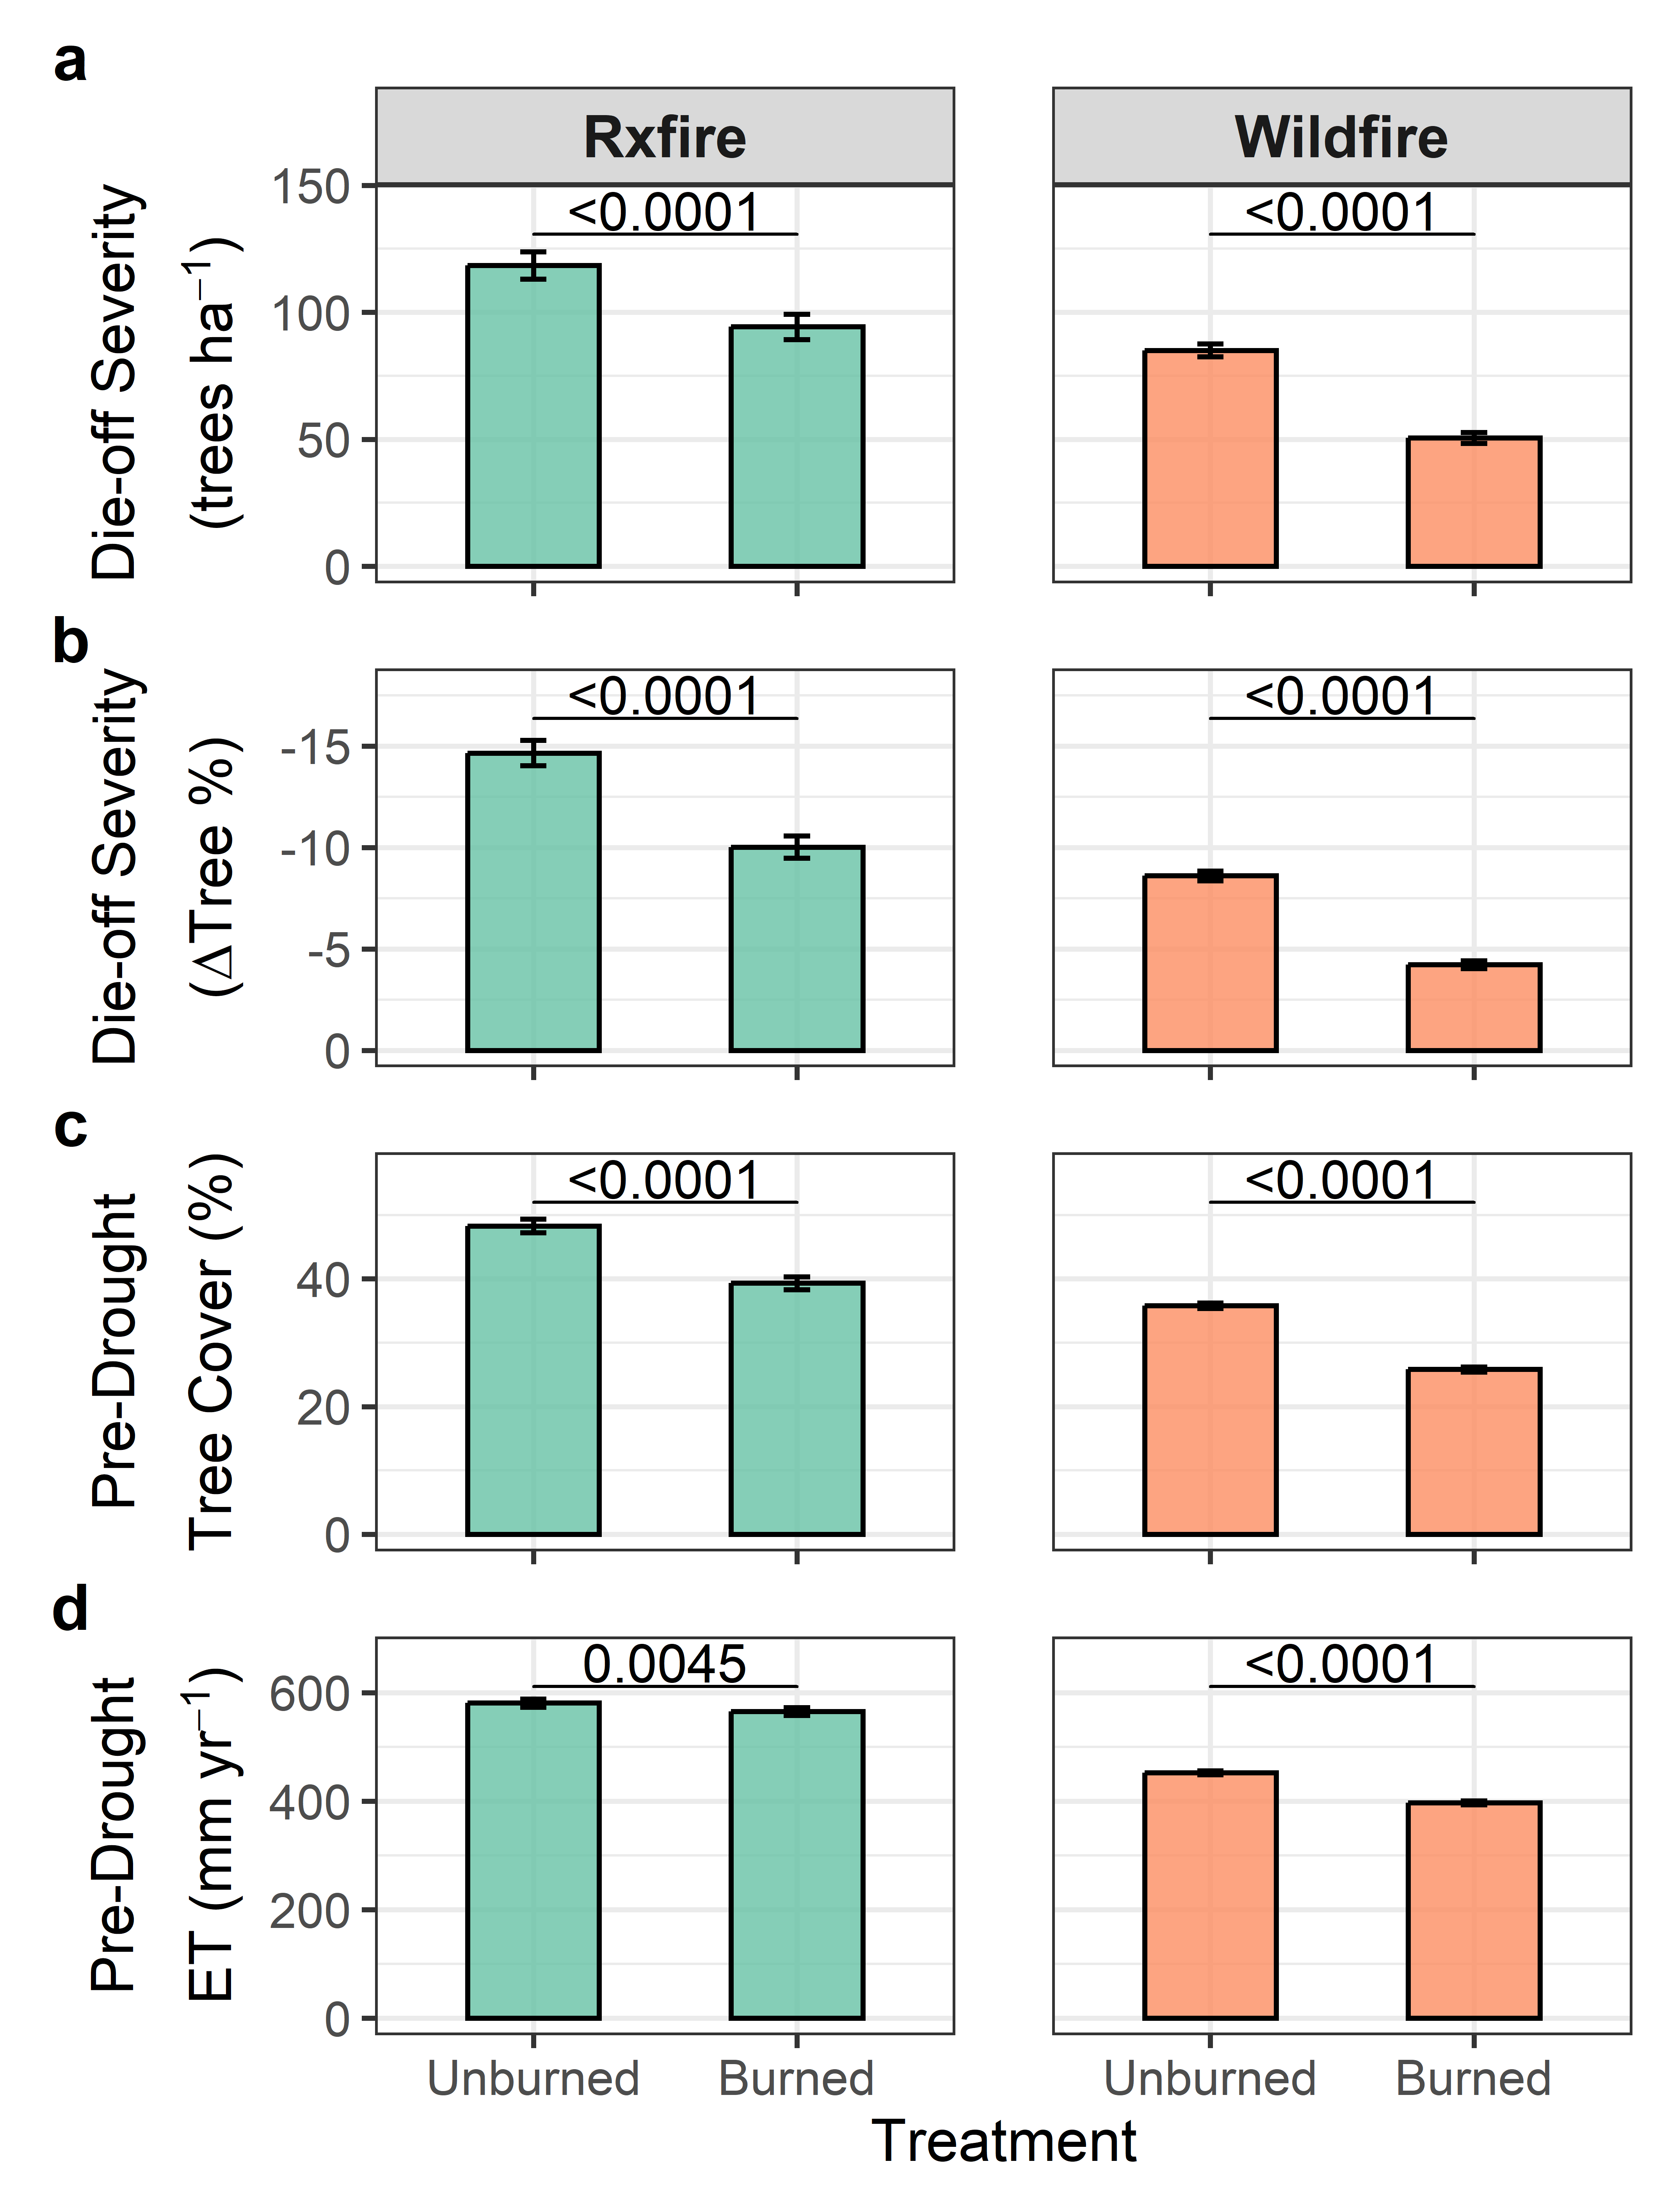 a
Rxfire
Wildfire
Die-off Severity
(trees ha⁻¹)
150
100
50
0
<0.0001
<0.0001
b
Die-off Severity
(ΔTree %)
-15
-10
-5
0
<0.0001
<0.0001
c
Pre-Drought
Tree Cover (%)
40
20
0
<0.0001
<0.0001
d
Pre-Drought
ET (mm yr⁻¹)
600
400
200
0
0.0045
<0.0001
Unburned
Burned
Unburned
Burned
Treatment